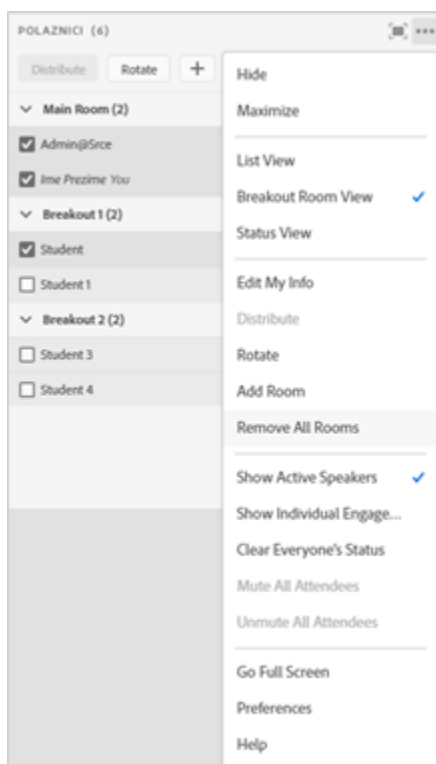 POLAZNICI (6)
Distribute Rotate +
Main Room (2)
Admin@Srce
Ime Prezime You
Breakout 1 (2)
Student
Student 1
Breakout 2 (2)
Student 3
Student 4
Hide
Maximize
List View
Breakout Room View
Status View
Edit My Info
Distribute
Rotate
Add Room
Remove All Rooms
Show Active Speakers
Show Individual Engage...
Clear Everyone's Status
Mute All Attendees
Unmute All Attendees
Go Full Screen
Preferences
Help